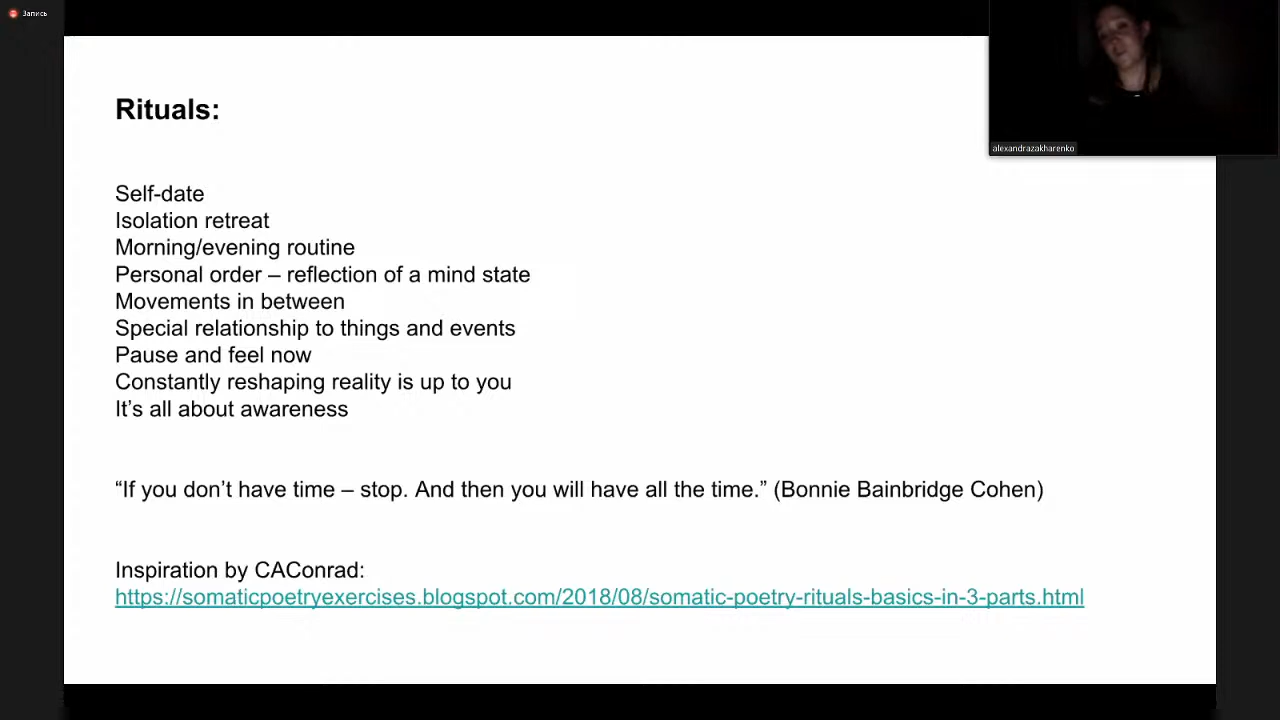 Запись
Rituals:
alexandrazakharenko
Self-date
Isolation retreat
Morning/evening routine
Personal order – reflection of a mind state
Movements in between
Special relationship to things and events
Pause and feel now
Constantly reshaping reality is up to you
It’s all about awareness
“If you don’t have time – stop. And then you will have all the time.” (Bonnie Bainbridge Cohen)
Inspiration by CAConrad:
https://somaticpoetryexercises.blogspot.com/2018/08/somatic-poetry-rituals-basics-in-3-parts.html